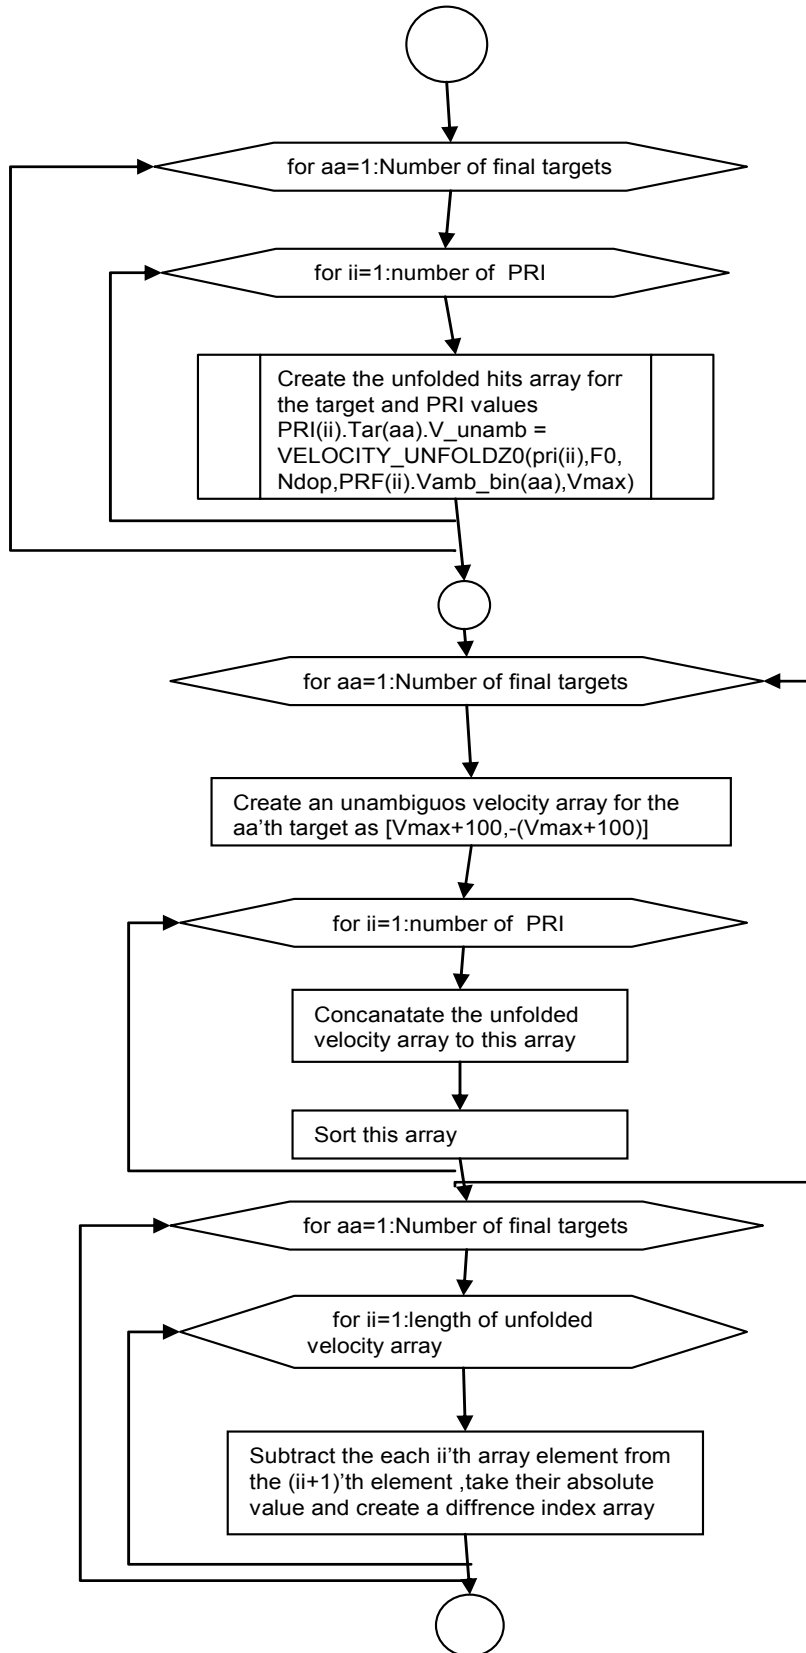 for aa=1:Number of final targets
for ii=1:number of PRI
Create the unfolded hits array forr
the target and PRI values
PRI(ii).Tar(aa).V_unamb =
VELOCITY_UNFOLDZ0(pri(ii),F0,
Ndop,PRF(ii).Vamb_bin(aa),Vmax)
for aa=1:Number of final targets
Create an unambiguos velocity array for the
aa’th target as [Vmax+100,-(Vmax+100)]
for ii=1:number of PRI
Concanatate the unfolded
velocity array to this array
Sort this array
for aa=1:Number of final targets
for ii=1:length of unfolded
velocity array
Subtract the each ii’th array element from
the (ii+1)’th element ,take their absolute
value and create a diffrence index array